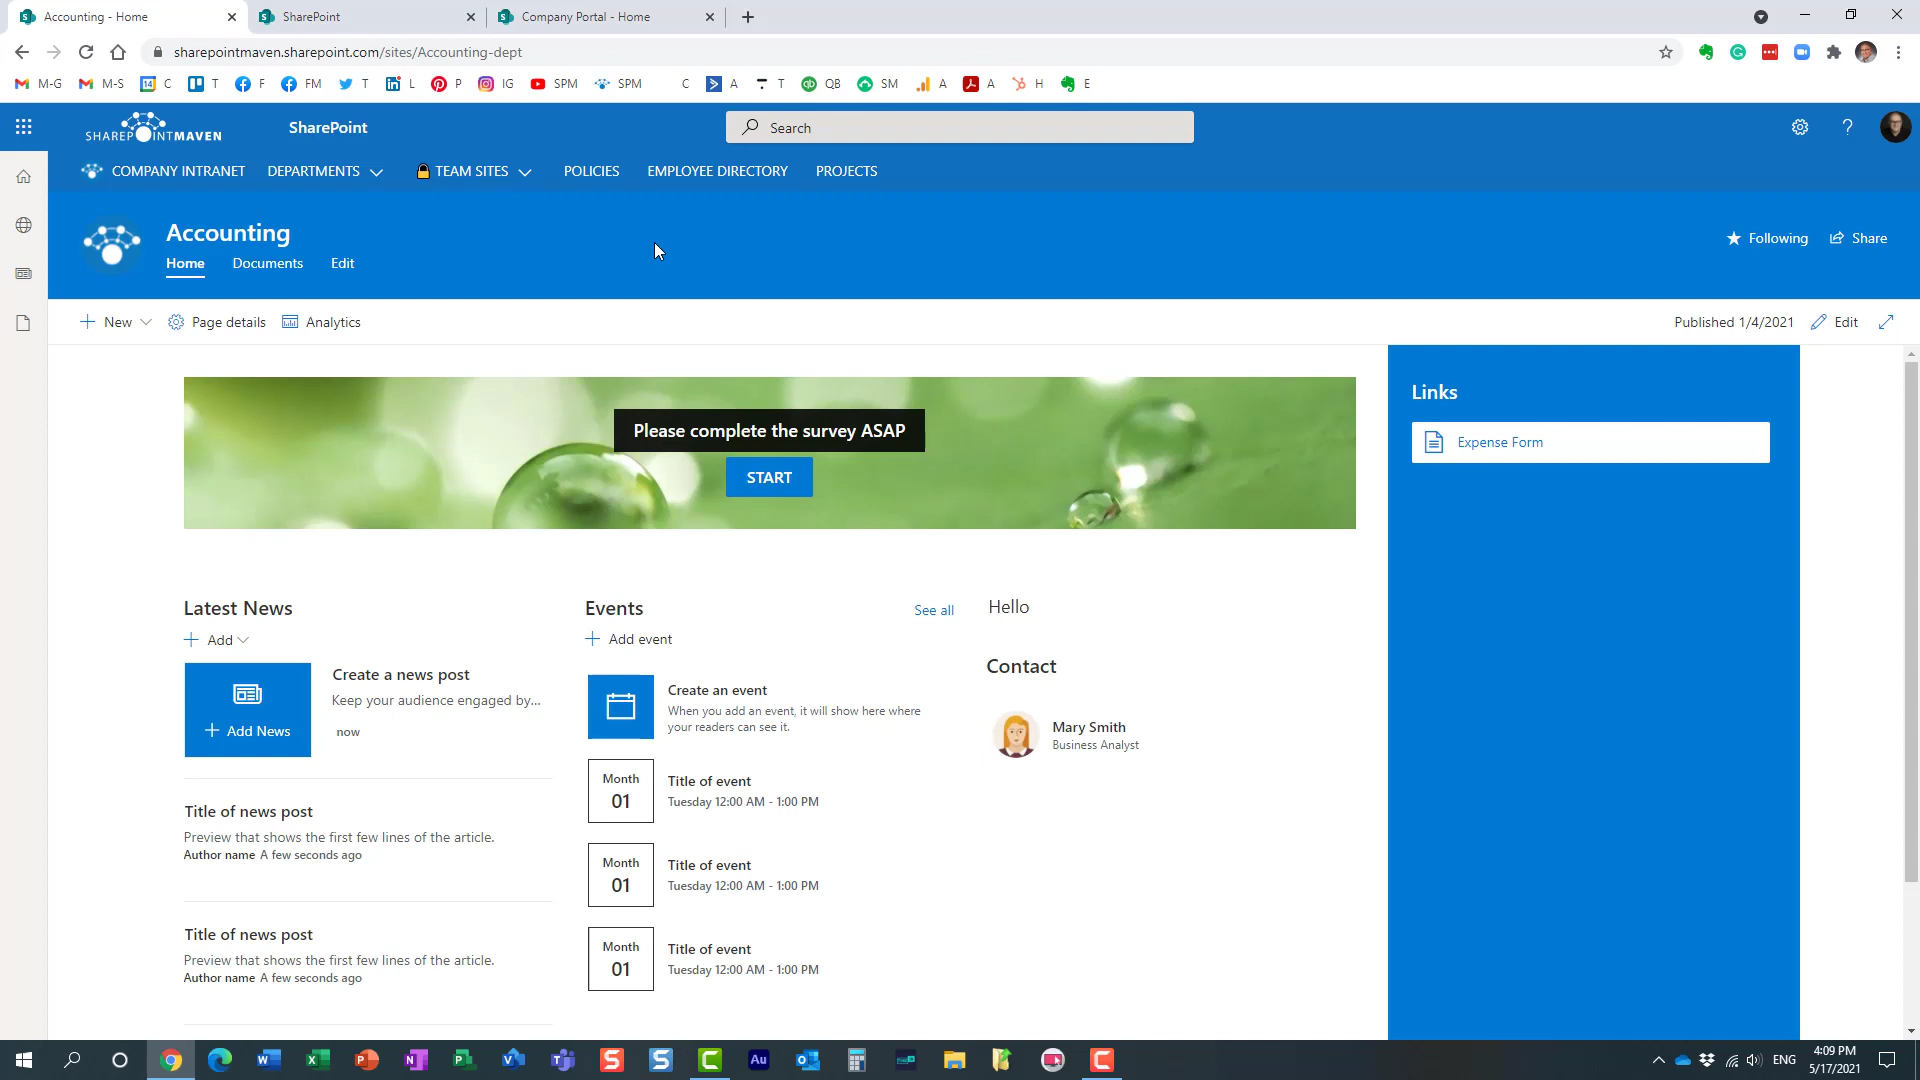 Accounting - Home
SharePoint
Company Portal - Home
sharepointmaven.sharepoint.com/sites/Accounting-dept
M-G M-S C T F FM T L P IG SPM SPM C A T QB SM A A H E
SHAREPOINTMAVEN
SharePoint
Search
COMPANY INTRANET DEPARTMENTS TEAM SITES POLICIES EMPLOYEE DIRECTORY PROJECTS
Accounting
Following Share
Home Documents Edit
New Page details Analytics
Published 1/4/2021 Edit
Please complete the survey ASAP
START
Links
Expense Form
Latest News
Add
Add News
Create a news post
Keep your audience engaged by...
now
Title of news post
Preview that shows the first few lines of the article.
Author name A few seconds ago
Title of news post
Preview that shows the first few lines of the article.
Author name A few seconds ago
Events
See all
Add event
Create an event
When you add an event, it will show here where
your readers can see it.
Month
01
Title of event
Tuesday 12:00 AM - 1:00 PM
Month
01
Title of event
Tuesday 12:00 AM - 1:00 PM
Month
01
Title of event
Tuesday 12:00 AM - 1:00 PM
Hello
Contact
Mary Smith
Business Analyst
ENG
4:09 PM
5/17/2021